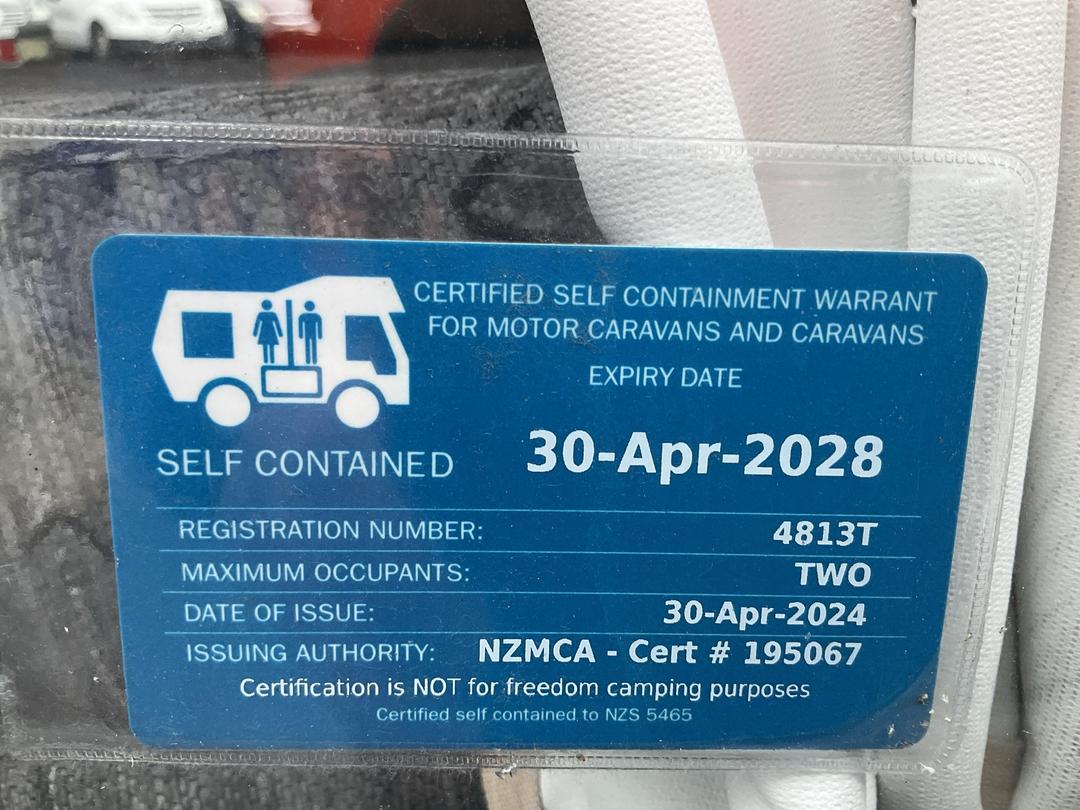 CERTIFIED SELF CONTAINMENT WARRANT
FOR MOTOR CARAVANS AND CARAVANS
EXPIRY DATE
30-Apr-2028
SELF CONTAINED
REGISTRATION NUMBER: 4813T
MAXIMUM OCCUPANTS: TWO
DATE OF ISSUE: 30-Apr-2024
ISSUING AUTHORITY: NZMCA - Cert # 195067
Certification is NOT for freedom camping purposes
Certified self contained to NZS 5465